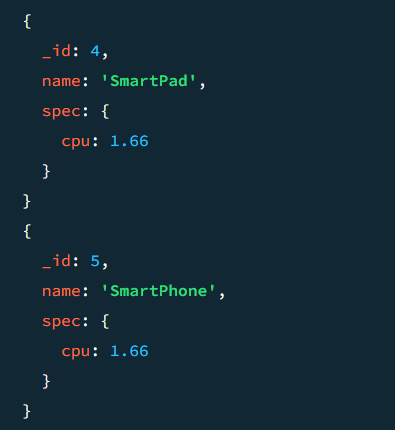 {
  _id: 4,
  name: 'SmartPad',
  spec: {
    cpu: 1.66
  }
}
{
  _id: 5,
  name: 'SmartPhone',
  spec: {
    cpu: 1.66
  }
}